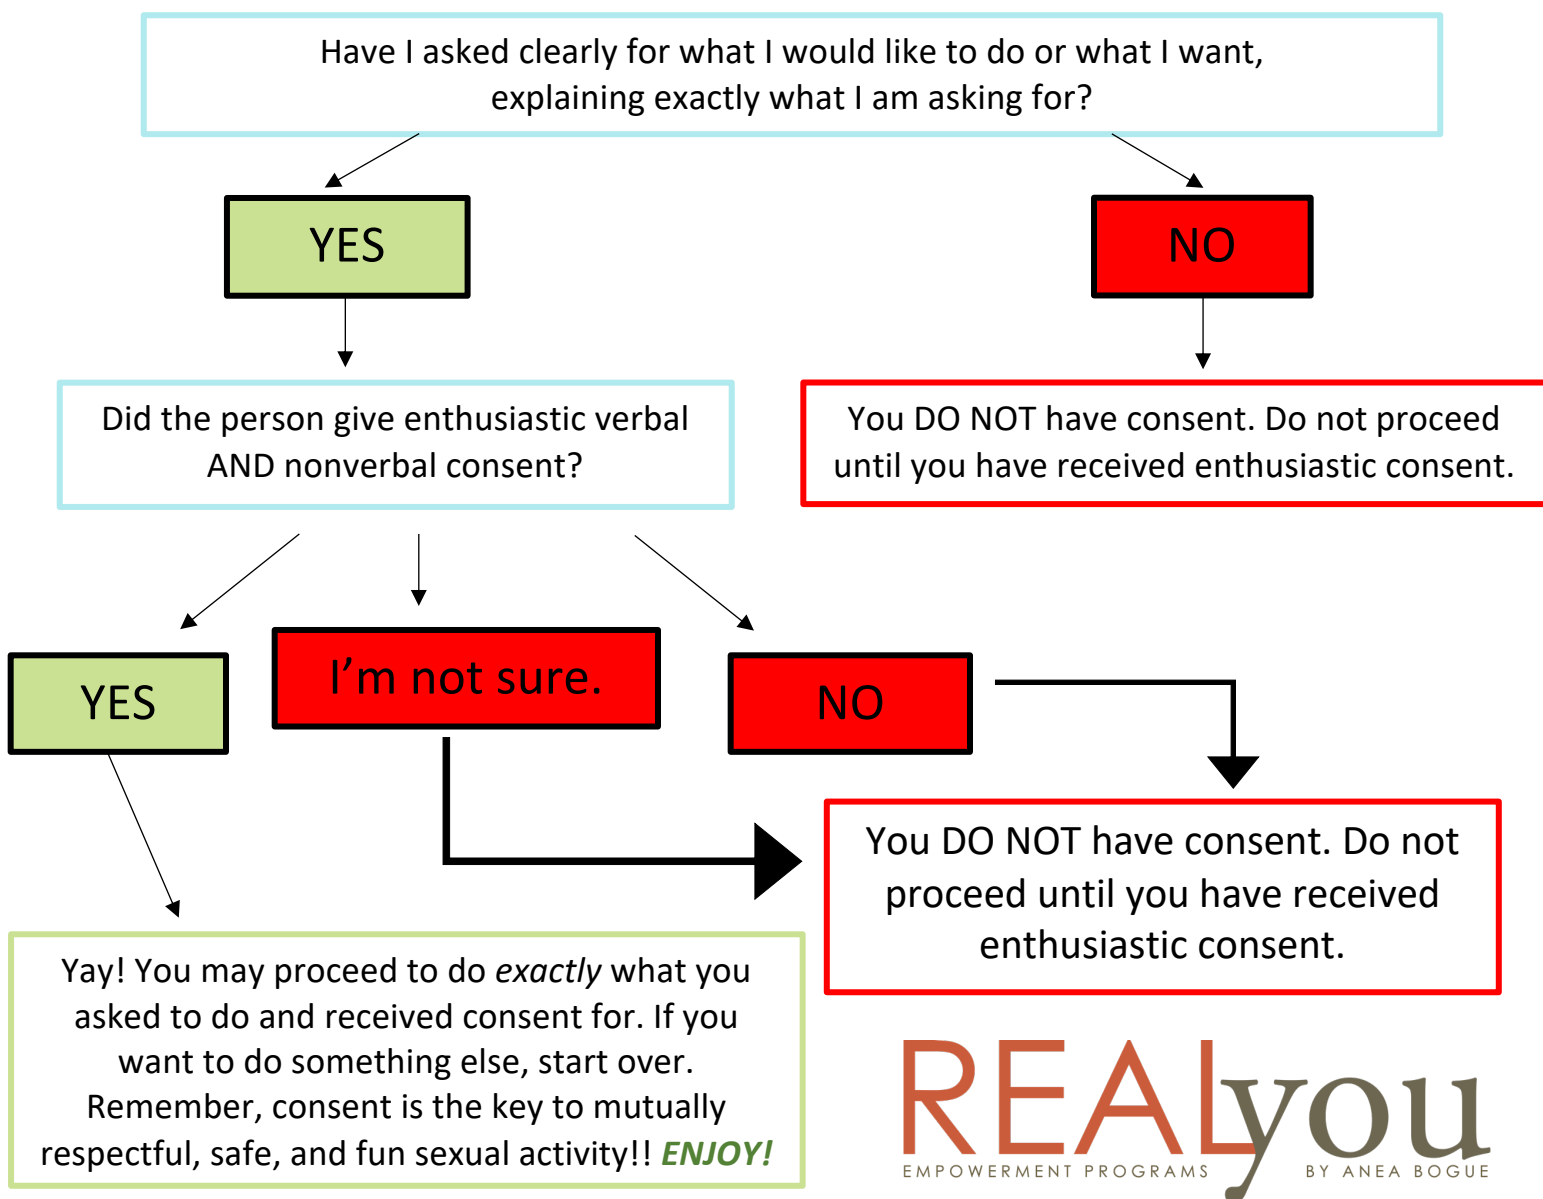 Have I asked clearly for what I would like to do or what I want,
explaining exactly what I am asking for?
YES
NO
Did the person give enthusiastic verbal
AND nonverbal consent?
You DO NOT have consent. Do not proceed
until you have received enthusiastic consent.
YES
I’m not sure.
NO
You DO NOT have consent. Do not
proceed until you have received
enthusiastic consent.
Yay! You may proceed to do exactly what you
asked to do and received consent for. If you
want to do something else, start over.
Remember, consent is the key to mutually
respectful, safe, and fun sexual activity!! ENJOY!
REALyou
EMPOWERMENT PROGRAMS BY ANEA BOGUE